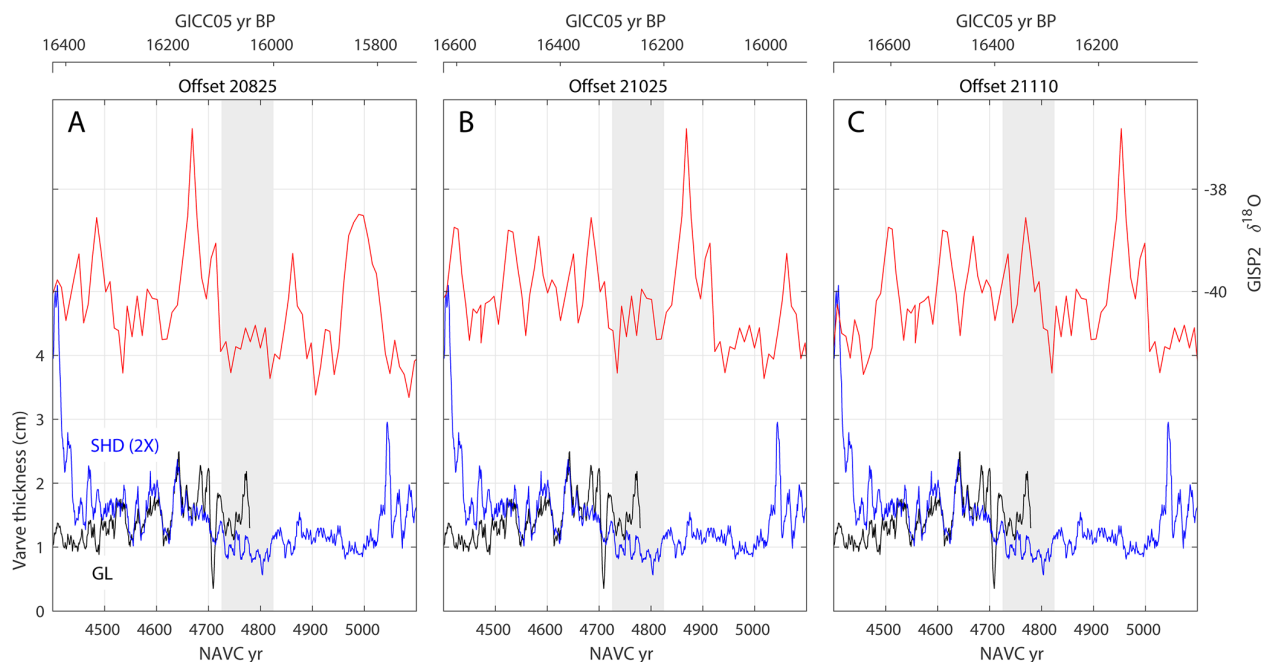 GICC05 yr BP GICC05 yr BP GICC05 yr BP
16400 16200 16000 15800 16600 16400 16200 16000 16600 16400 16200
Offset 20825 Offset 21025 Offset 21110
A B C
-38
-40
GISP2 δ18O
4
3
2
1
0
Varve thickness (cm)
SHD (2X)
GL
4500 4600 4700 4800 4900 5000 4500 4600 4700 4800 4900 5000 4500 4600 4700 4800 4900 5000
NAVC yr NAVC yr NAVC yr